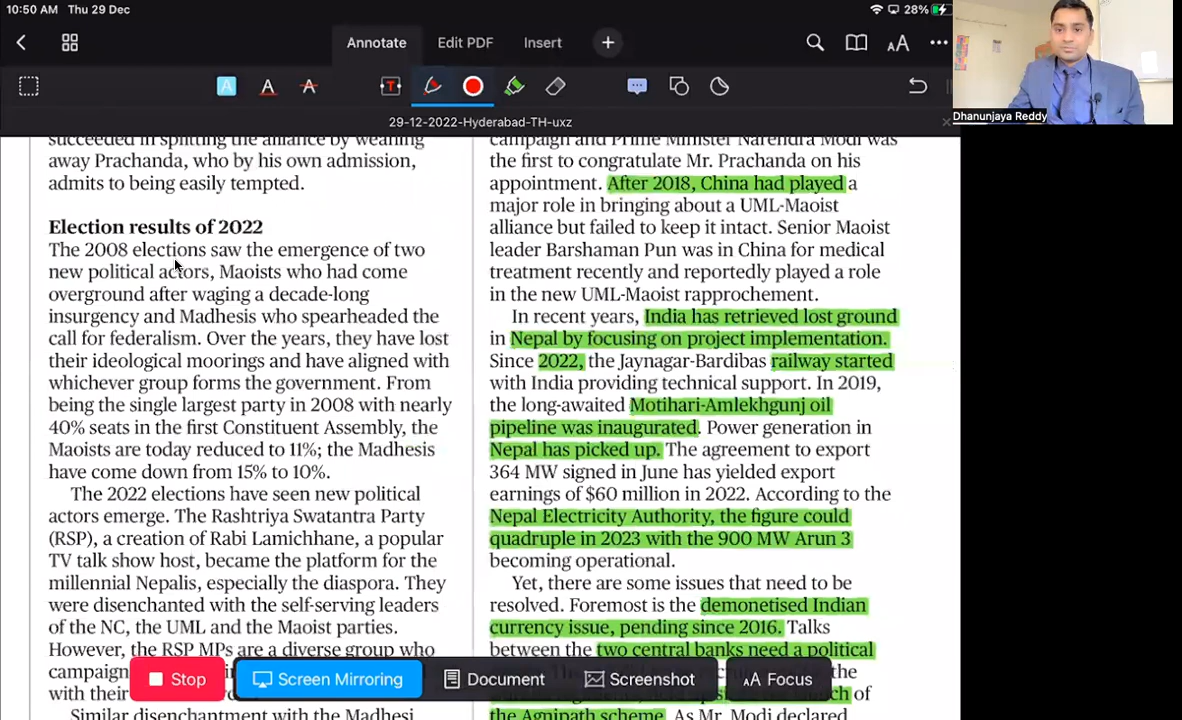 10:50 AM Thu 29 Dec
28%
Annotate
Edit PDF
Insert
AA
A
A
A
T
29-12-2022-Hyderabad-TH-uxz
Dhanunjaya Reddy
succeeded in splitting the alliance by weaning
away Prachanda, who by his own admission,
admits to being easily tempted.
Election results of 2022
The 2008 elections saw the emergence of two
new political actors, Maoists who had come
overground after waging a decade-long
insurgency and Madhesis who spearheaded the
call for federalism. Over the years, they have lost
their ideological moorings and have aligned with
whichever group forms the government. From
being the single largest party in 2008 with nearly
40% seats in the first Constituent Assembly, the
Maoists are today reduced to 11%; the Madhesis
have come down from 15% to 10%.
The 2022 elections have seen new political
actors emerge. The Rashtriya Swatantra Party
(RSP), a creation of Rabi Lamichhane, a popular
TV talk show host, became the platform for the
millennial Nepalis, especially the diaspora. They
were disenchanted with the self-serving leaders
of the NC, the UML and the Maoist parties.
However, the RSP MPs are a diverse group who
campaign
with their
Similar disenchantment with the Madhesi
campaign and Prime Minister Narendra Modi was
the first to congratulate Mr. Prachanda on his
appointment. After 2018, China had played a
major role in bringing about a UML-Maoist
alliance but failed to keep it intact. Senior Maoist
leader Barshaman Pun was in China for medical
treatment recently and reportedly played a role
in the new UML-Maoist rapprochement.
In recent years, India has retrieved lost ground
in Nepal by focusing on project implementation.
Since 2022, the Jaynagar-Bardibas railway started
with India providing technical support. In 2019,
the long-awaited Motihari-Amlekhgunj oil
pipeline was inaugurated. Power generation in
Nepal has picked up. The agreement to export
364 MW signed in June has yielded export
earnings of $60 million in 2022. According to the
Nepal Electricity Authority, the figure could
quadruple in 2023 with the 900 MW Arun 3
becoming operational.
Yet, there are some issues that need to be
resolved. Foremost is the demonetised Indian
currency issue, pending since 2016. Talks
between the two central banks need a political
the
of
the Agnipath scheme. As Mr. Modi declared
Stop
Screen Mirroring
Document
Screenshot
AA Focus